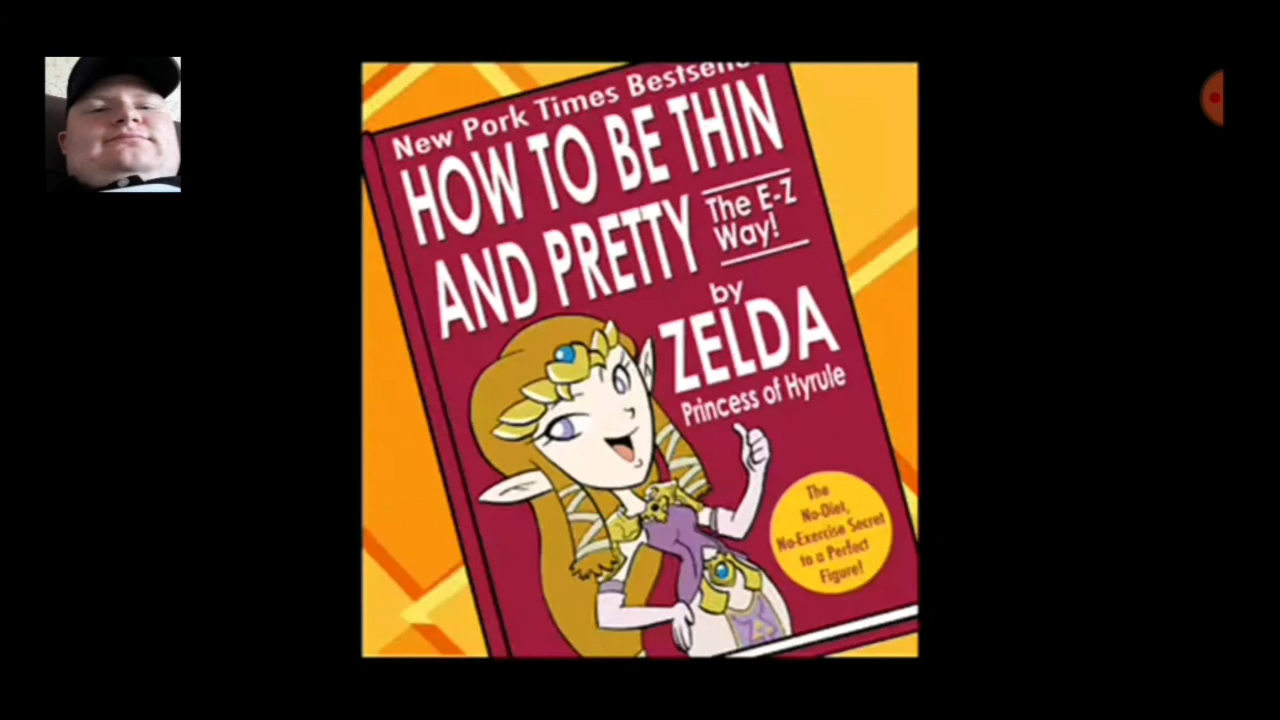 New Pork Times Bestseller
HOW TO BE THIN
AND PRETTY
The E-Z
Way!
by
ZELDA
Princess of Hyrule
The
No-Diet,
No-Exercise Secret
to a Perfect
Figure!